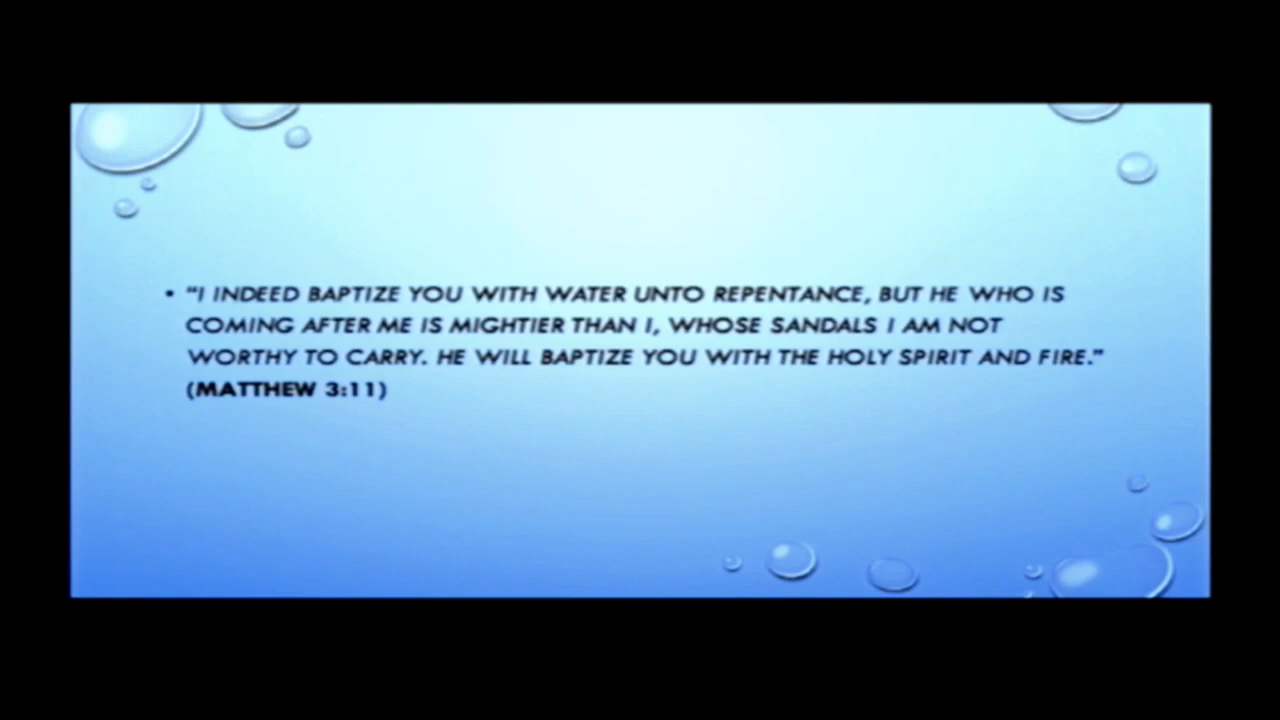 • “I INDEED BAPTIZE YOU WITH WATER UNTO REPENTANCE, BUT HE WHO IS
COMING AFTER ME IS MIGHTIER THAN I, WHOSE SANDALS I AM NOT
WORTHY TO CARRY. HE WILL BAPTIZE YOU WITH THE HOLY SPIRIT AND FIRE.”
(MATTHEW 3:11)